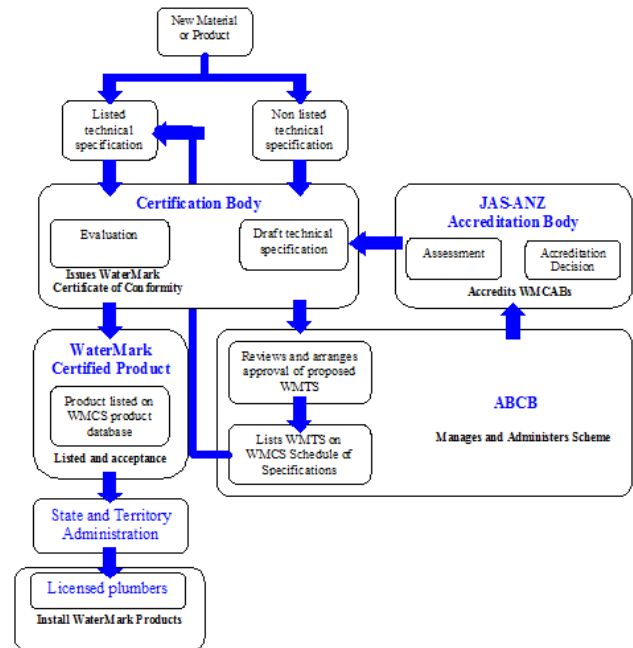 New Material
or Product
Listed
technical
specification
Non listed
technical
specification
Certification Body
Evaluation
Issues WaterMark
Certificate of Conformity
Draft technical
specification
JAS-ANZ
Accreditation Body
Assessment
Accreditation
Decision
Accredits WMCABs
WaterMark
Certified Product
Product listed on
WMCS product
database
Listed and acceptance
Reviews and arranges
approval of proposed
WMTS
Lists WMTS on
WMCS Schedule of
Specifications
ABCB
Manages and Administers Scheme
State and Territory
Administration
Licensed plumbers
Install WaterMark Products